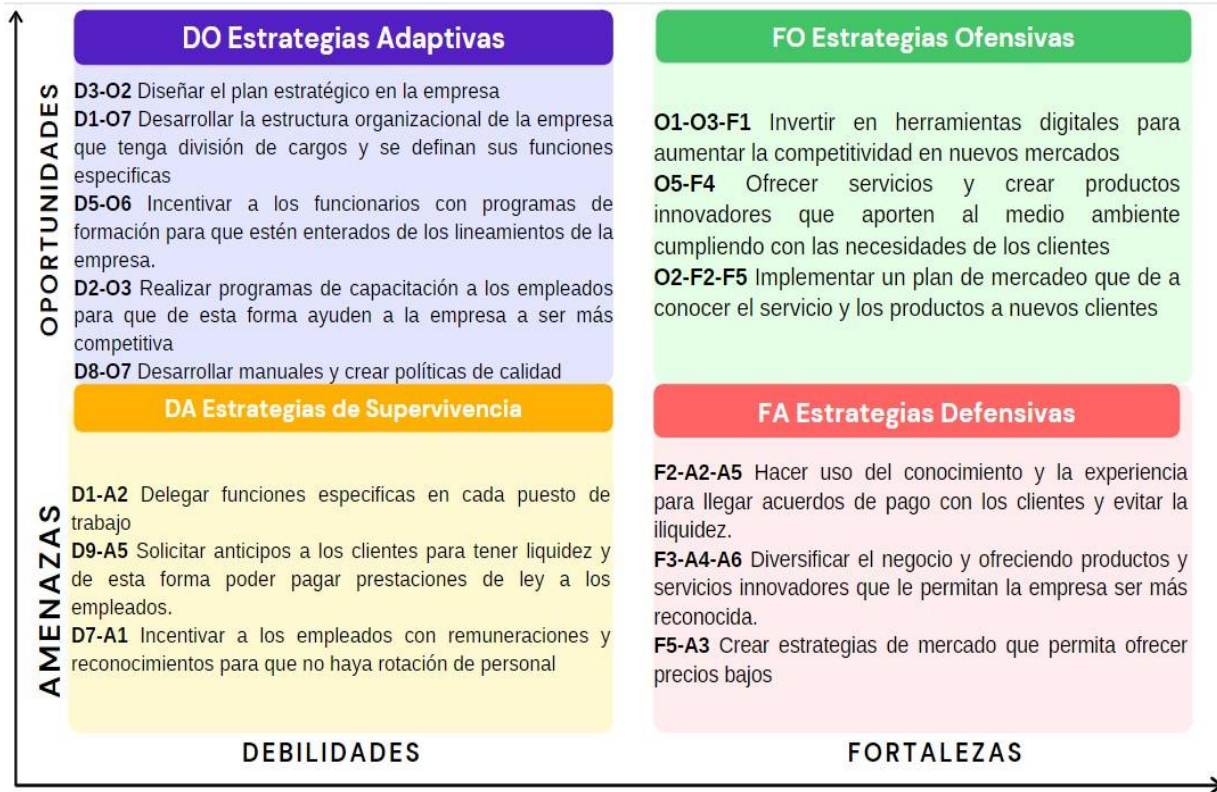 OPORTUNIDADES
DO Estrategias Adaptivas
D3-O2 Diseñar el plan estratégico en la empresa
D1-O7 Desarrollar la estructura organizacional de la empresa
que tenga división de cargos y se definan sus funciones
especificas
D5-O6 Incentivar a los funcionarios con programas de
formación para que estén enterados de los lineamientos de la
empresa.
D2-O3 Realizar programas de capacitación a los empleados
para que de esta forma ayuden a la empresa a ser más
competitiva
D8-O7 Desarrollar manuales y crear políticas de calidad
FO Estrategias Ofensivas
O1-O3-F1 Invertir en herramientas digitales para
aumentar la competitividad en nuevos mercados
O5-F4 Ofrecer servicios y crear productos
innovadores que aporten al medio ambiente
cumpliendo con las necesidades de los clientes
O2-F2-F5 Implementar un plan de mercadeo que de a
conocer el servicio y los productos a nuevos clientes
AMENAZAS
DA Estrategias de Supervivencia
D1-A2 Delegar funciones especificas en cada puesto de
trabajo
D9-A5 Solicitar anticipos a los clientes para tener liquidez y
de esta forma poder pagar prestaciones de ley a los
empleados.
D7-A1 Incentivar a los empleados con remuneraciones y
reconocimientos para que no haya rotación de personal
FA Estrategias Defensivas
F2-A2-A5 Hacer uso del conocimiento y la experiencia
para llegar acuerdos de pago con los clientes y evitar la
iliquidez.
F3-A4-A6 Diversificar el negocio y ofreciendo productos y
servicios innovadores que le permitan la empresa ser más
reconocida.
F5-A3 Crear estrategias de mercado que permita ofrecer
precios bajos
DEBILIDADES
FORTALEZAS